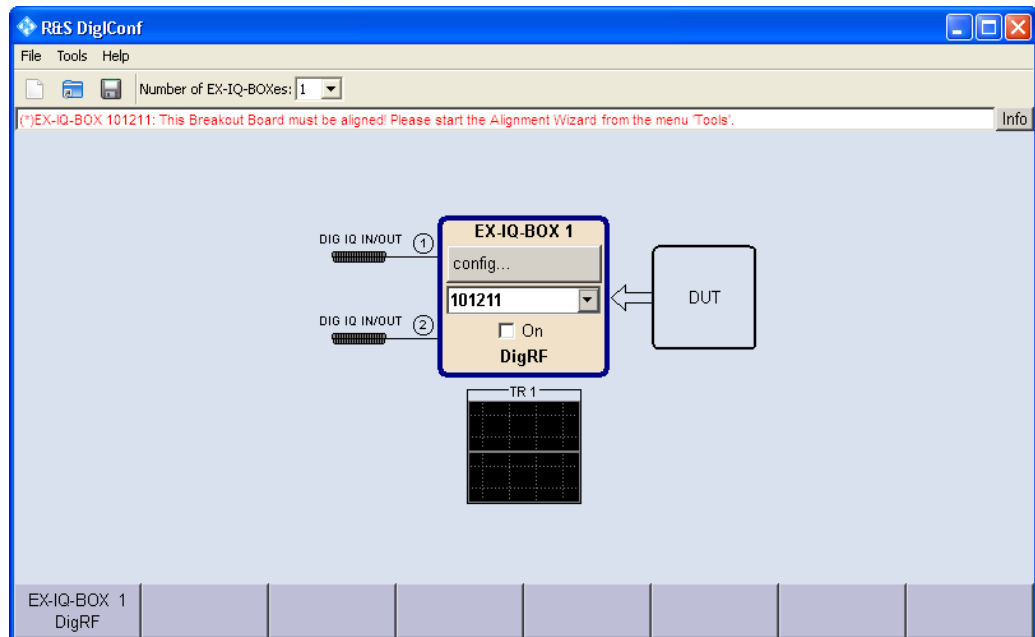 R&S DigIConf
File Tools Help
Number of EX-IQ-BOXes: 1
(*)EX-IQ-BOX 101211: This Breakout Board must be aligned! Please start the Alignment Wizard from the menu 'Tools'. Info
EX-IQ-BOX 1
DIG IQ IN/OUT 1
config...
101211
DUT
DIG IQ IN/OUT 2
On
DigRF
TR 1
EX-IQ-BOX 1
DigRF